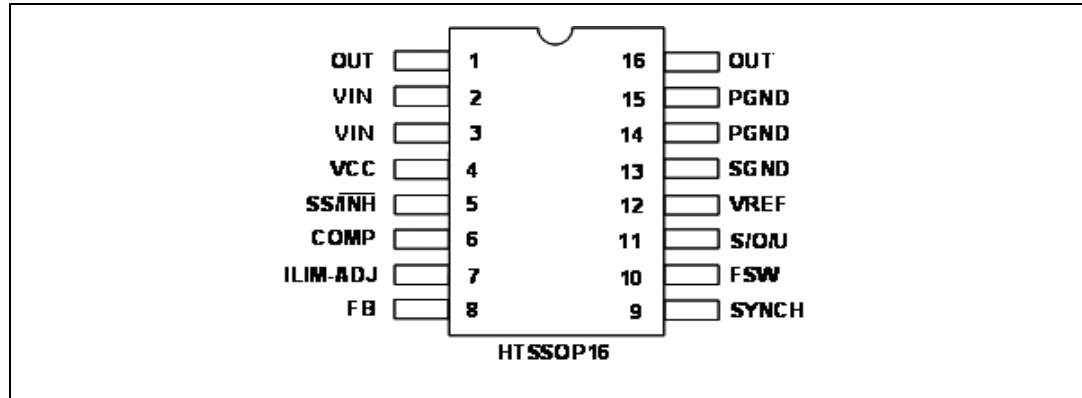 OUT 1 16 OUT
VIN 2 15 PGND
VIN 3 14 PGND
VCC 4 13 SGND
SS/INH 5 12 VREF
COMP 6 11 S/O/U
ILIM-ADJ 7 10 FSW
FB 8 9 SYNCH
HTSSOP16